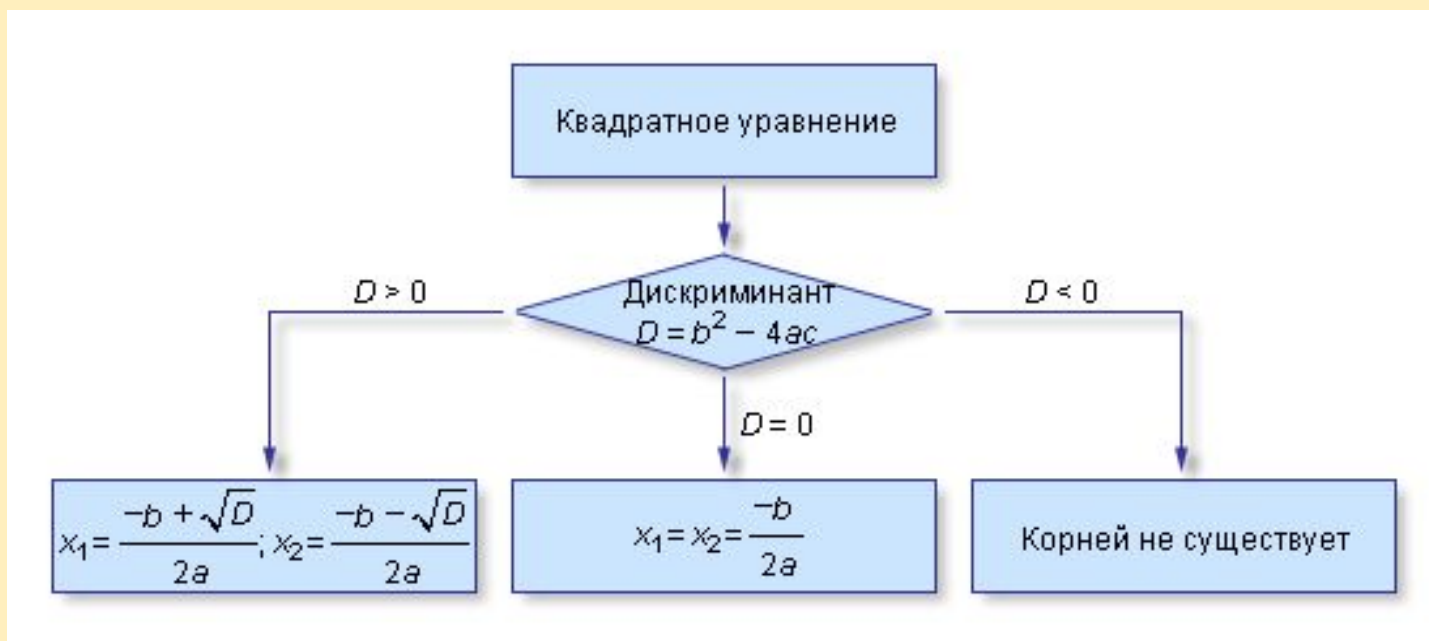 Квадратное уравнение
D > 0
Дискриминант
D < 0
D = b² − 4ac
D = 0
x₁ = (−b + √D)/2a; x₂ = (−b − √D)/2a
x₁ = x₂ = −b/2a
Корней не существует